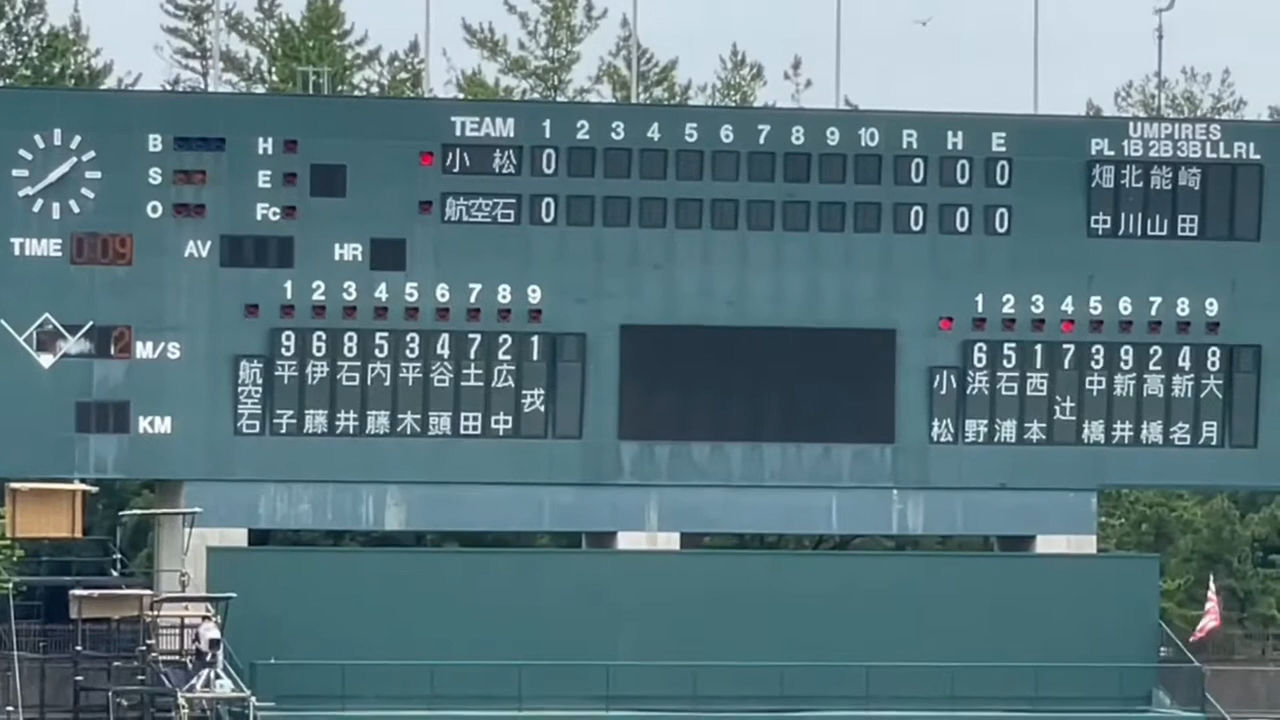 TEAM 1 2 3 4 5 6 7 8 9 10 R H E
小松 0 0 0 0
航空石 0 0 0 0
UMPIRES
PL 1B 2B 3B LL RL
畑中 北川 能山 崎田
B H
S E
O Fc
TIME 0:09 AV HR
2 M/S
KM
1 2 3 4 5 6 7 8 9
9 6 8 5 3 4 7 2 1
航空石 平子 伊藤 石井 内藤 平木 谷頭 土田 広中 戎
1 2 3 4 5 6 7 8 9
6 5 1 7 3 9 2 4 8
小松 浜野 石浦 西本 辻 中橋 新井 高橋 新名 大月